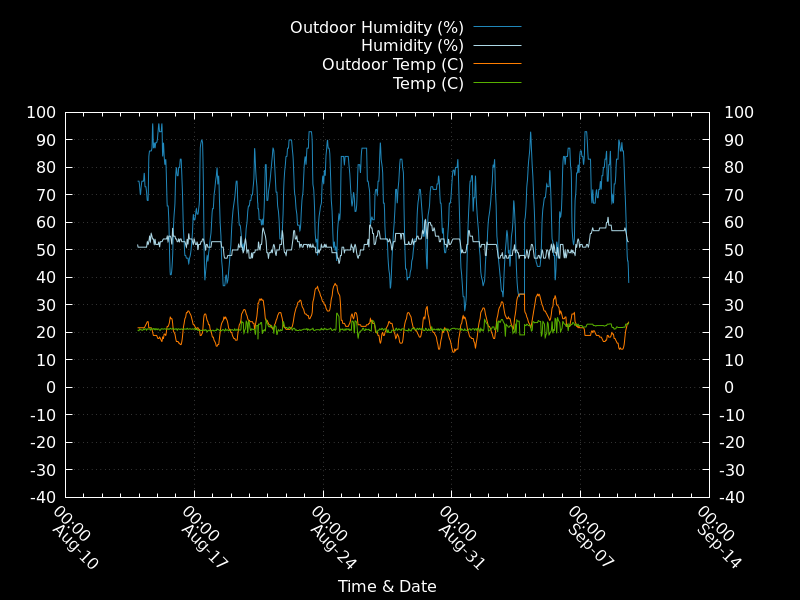 Outdoor Humidity (%)
Humidity (%)
Outdoor Temp (C)
Temp (C)
100 100
90 90
80 80
70 70
60 60
50 50
40 40
30 30
20 20
10 10
0 0
-10 -10
-20 -20
-30 -30
-40 -40
00:00 00:00 00:00 00:00 00:00 00:00
Aug-10 Aug-17 Aug-24 Aug-31 Sep-07 Sep-14
Time & Date